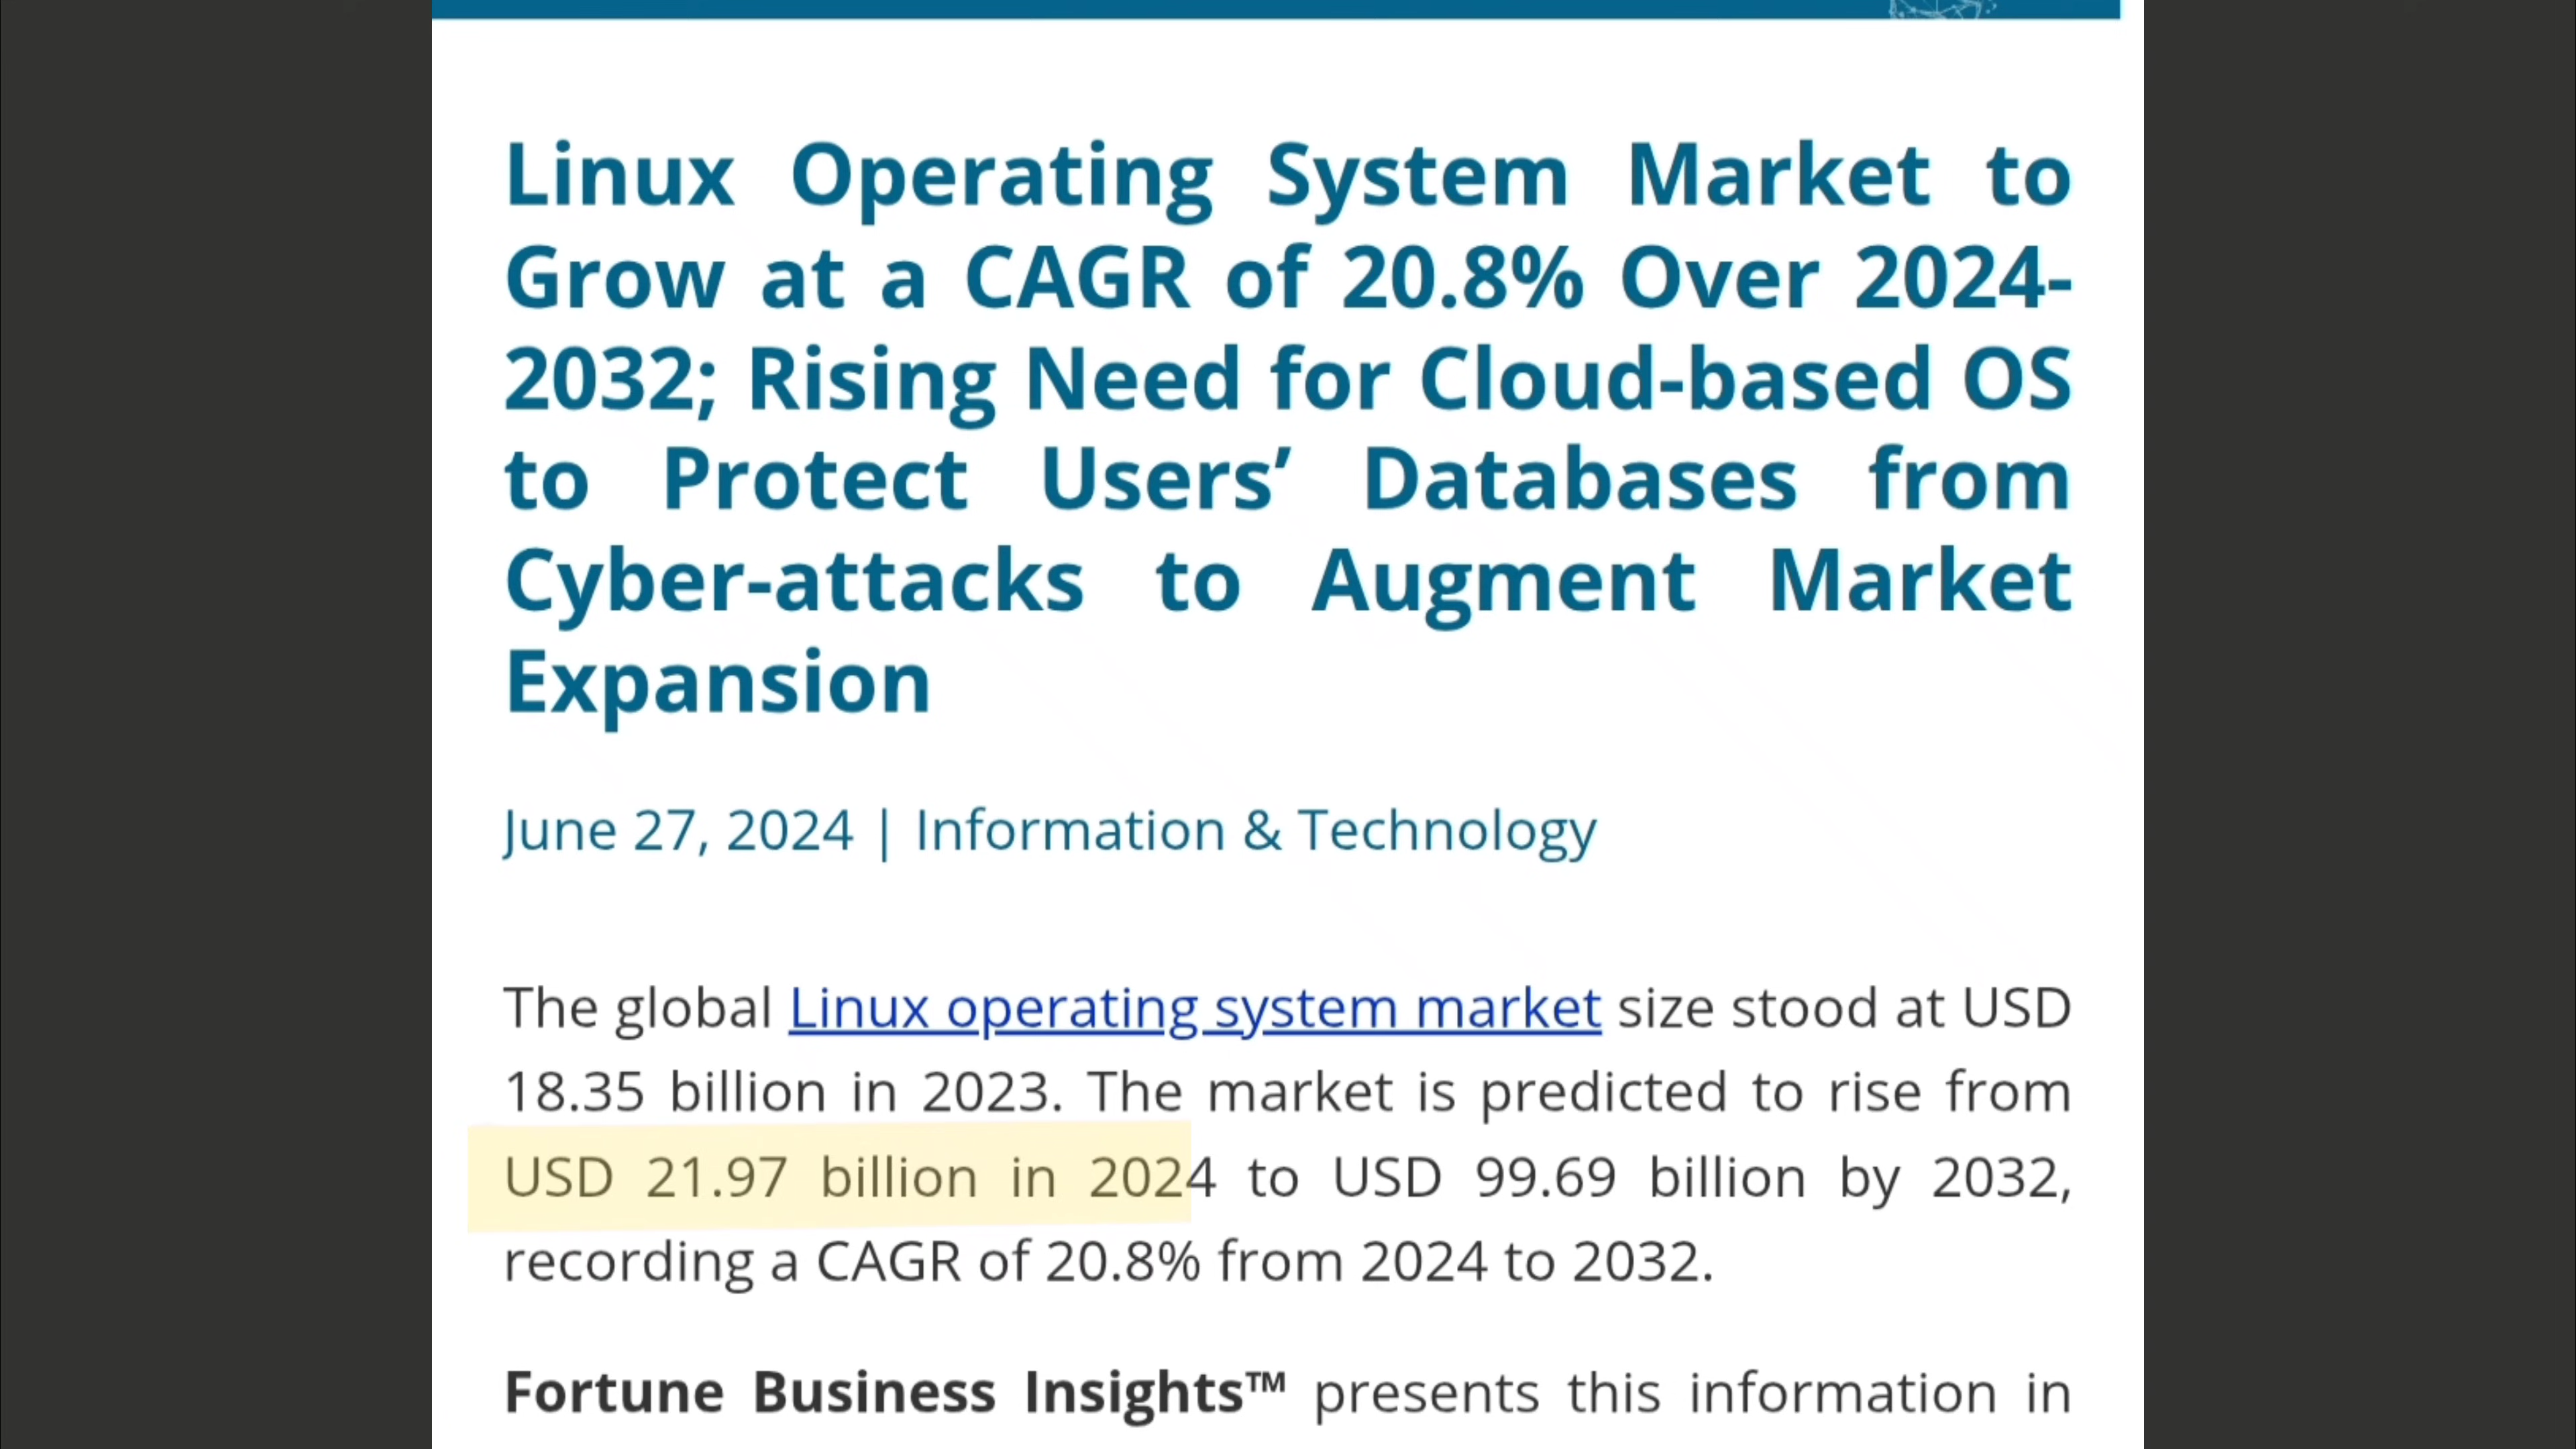 Linux Operating System Market to
Grow at a CAGR of 20.8% Over 2024-
2032; Rising Need for Cloud-based OS
to Protect Users’ Databases from
Cyber-attacks to Augment Market
Expansion
June 27, 2024 | Information & Technology
The global Linux operating system market size stood at USD
18.35 billion in 2023. The market is predicted to rise from
USD 21.97 billion in 2024 to USD 99.69 billion by 2032,
recording a CAGR of 20.8% from 2024 to 2032.
Fortune Business Insights™ presents this information in